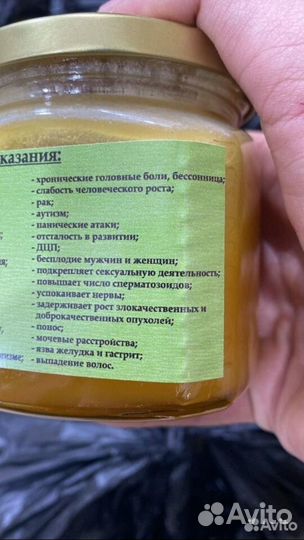 казания:
- хронические головные боли, бессонница;
- слабость человеческого роста;
- рак;
- аутизм;
- панические атаки;
- отсталость в развитии;
- ДЦП;
- бесплодие мужчин и женщин;
- подкрепляет сексуальную деятельность;
- повышает число сперматозоидов;
- успокаивает нервы;
- задерживает рост злокачественных и
доброкачественных опухолей;
- понос;
- мочевые расстройства;
- язва желудка и гастрит;
- выпадение волос.
Avito
Avito